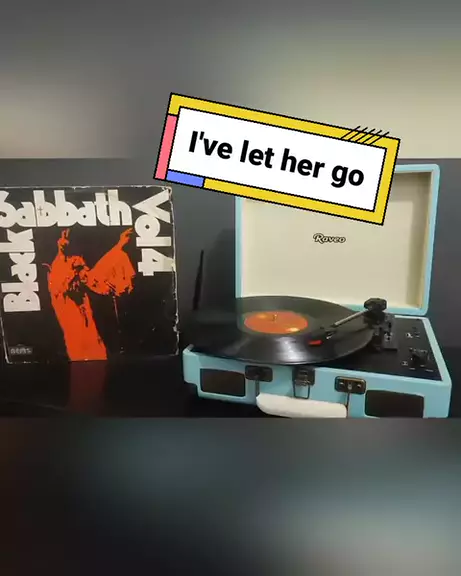 I've let her go
Black
Sabbath
Vol 4
Raveo